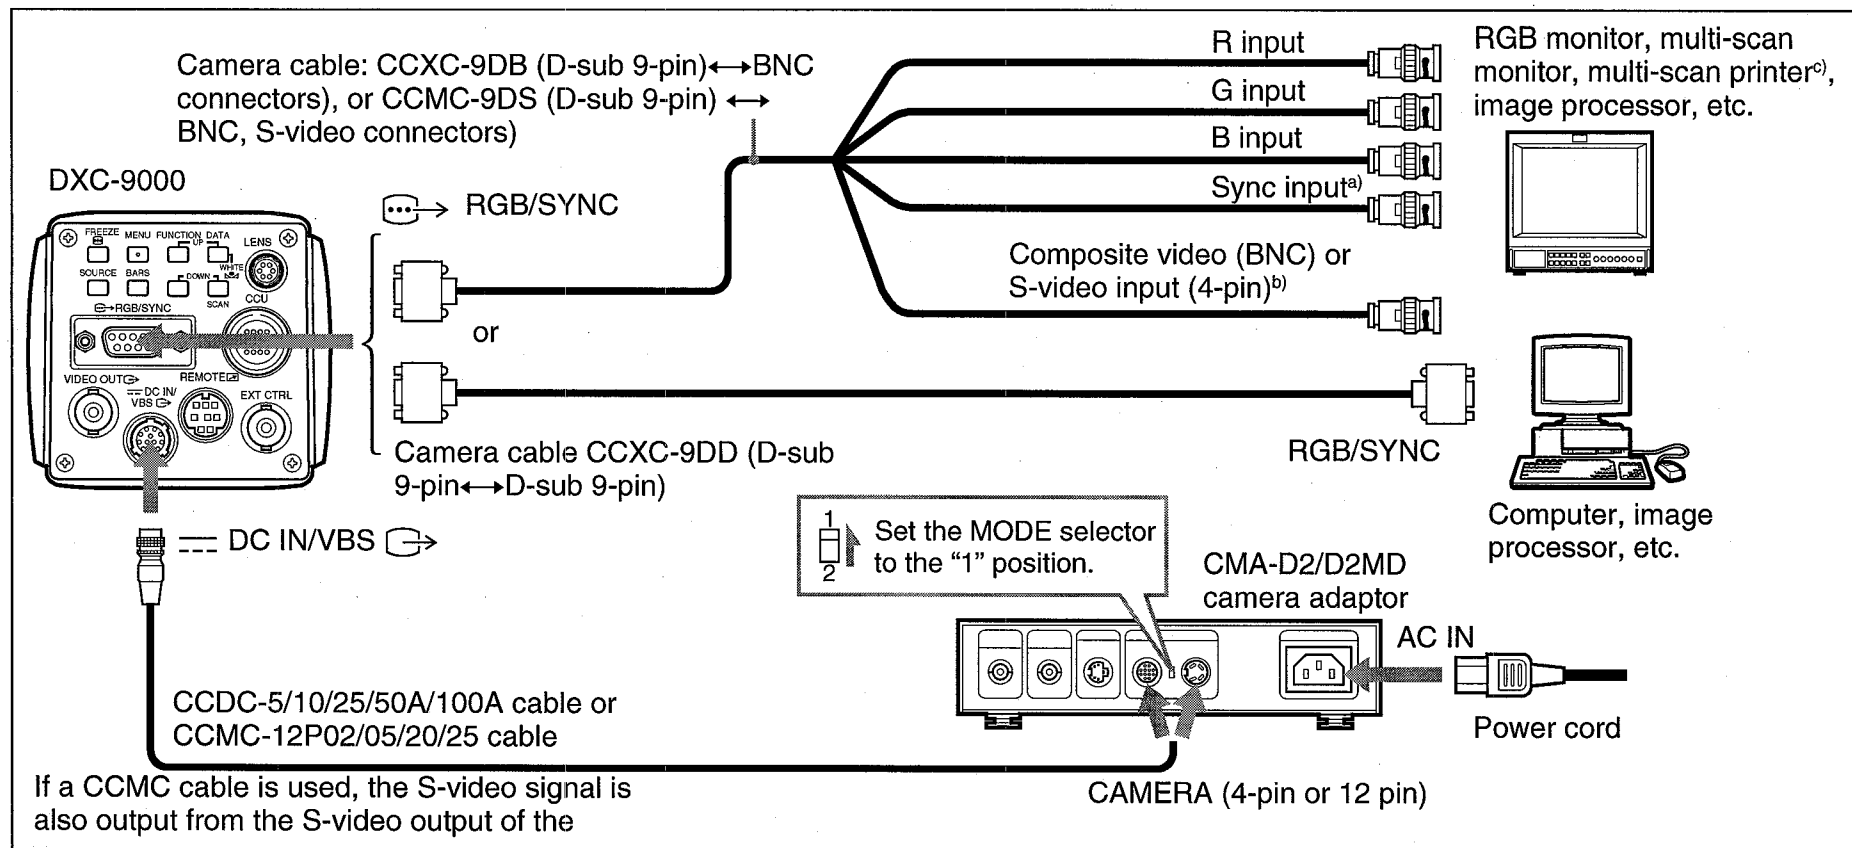 Camera cable: CCXC-9DB (D-sub 9-pin)←→BNC
connectors), or CCMC-9DS (D-sub 9-pin) ←→
BNC, S-video connectors)
R input
G input
B input
Sync inputᵃ⁾
Composite video (BNC) or
S-video input (4-pin)ᵇ⁾
RGB monitor, multi-scan
monitor, multi-scan printerᶜ⁾,
image processor, etc.
DXC-9000
FREEZE MENU FUNCTION DATA
UP
LENS
WHITE
SOURCE BARS
DOWN
SCAN
CCU
→RGB/SYNC
VIDEO OUT
DC IN/
VBS
REMOTE
EXT CTRL
→ RGB/SYNC
or
Camera cable CCXC-9DD (D-sub
9-pin←→D-sub 9-pin)
RGB/SYNC
Computer, image
processor, etc.
DC IN/VBS
1
2
Set the MODE selector
to the “1” position.
CMA-D2/D2MD
camera adaptor
AC IN
Power cord
CCDC-5/10/25/50A/100A cable or
CCMC-12P02/05/20/25 cable
CAMERA (4-pin or 12 pin)
If a CCMC cable is used, the S-video signal is
also output from the S-video output of the